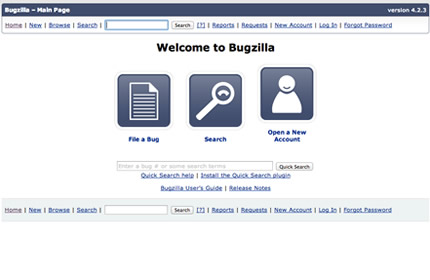 Bugzilla – Main Page version 4.2.3
Home | New | Browse | Search | Search [?] | Reports | Requests | New Account | Log In | Forgot Password
Welcome to Bugzilla
File a Bug
Search
Open a New
Account
Enter a bug # or some search terms Quick Search
Quick Search help | Install the Quick Search plugin
Bugzilla User's Guide | Release Notes
Home | New | Browse | Search | Search [?] | Reports | Requests | New Account | Log In | Forgot Password